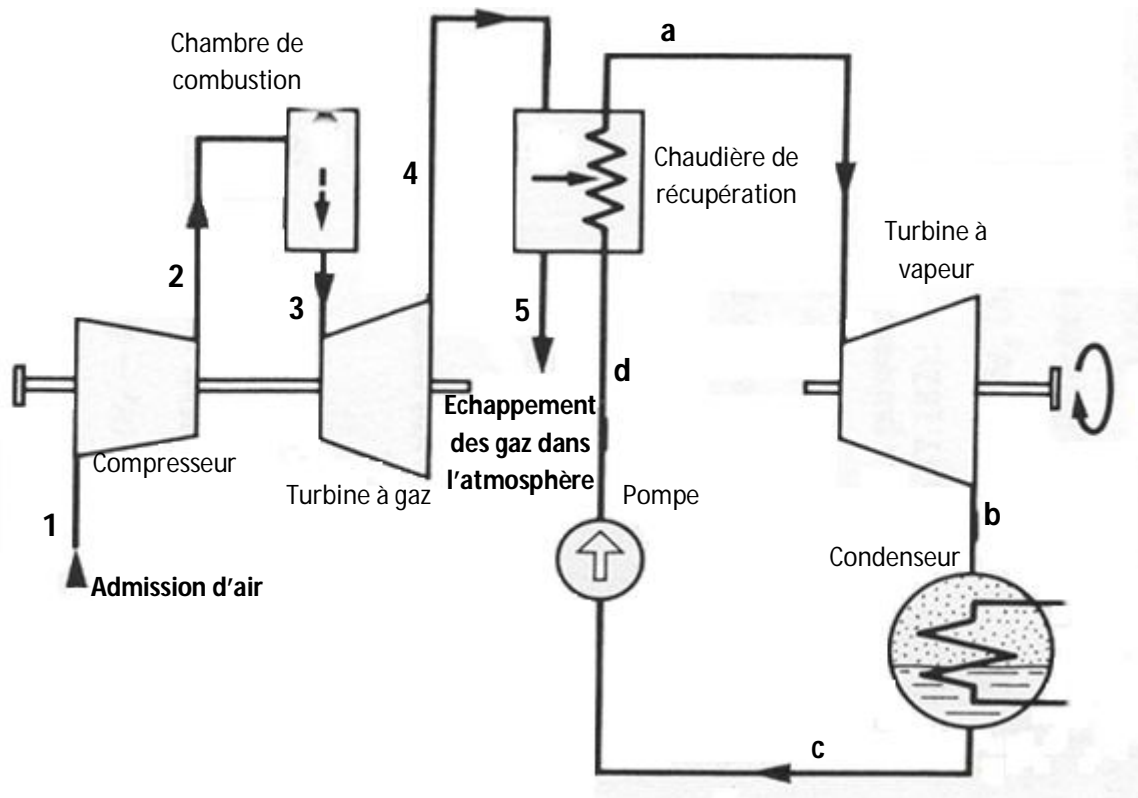 a
Chambre de
combustion
4
Chaudière de
récupération
Turbine à
vapeur
2
3
5
d
Echappement
des gaz dans
l'atmosphère
Compresseur
Turbine à gaz
Pompe
1
b
Condenseur
Admission d'air
c